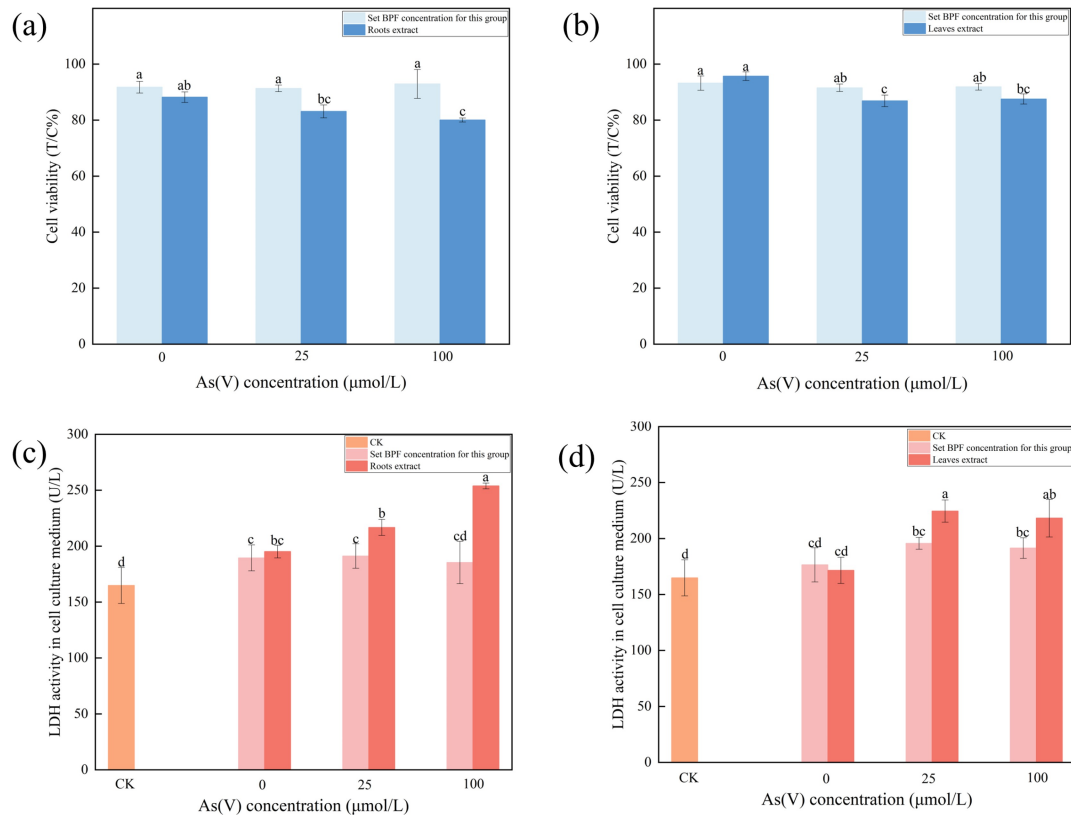 (a)
Set BPF concentration for this group
Roots extract
Cell viability (T/C%)
100
80
60
40
20
0
a
ab
a
bc
a
c
0
25
100
As(V) concentration (μmol/L)
(b)
Set BPF concentration for this group
Leaves extract
Cell viability (T/C%)
100
80
60
40
20
0
a
a
ab
c
ab
bc
0
25
100
As(V) concentration (μmol/L)
(c)
CK
Set BPF concentration for this group
Roots extract
LDH activity in cell culture medium (U/L)
300
250
200
150
100
50
0
d
c
bc
c
b
cd
a
CK
0
25
100
As(V) concentration (μmol/L)
(d)
CK
Set BPF concentration for this group
Leaves extract
LDH activity in cell culture medium (U/L)
300
250
200
150
100
50
0
d
cd
cd
bc
a
bc
ab
CK
0
25
100
As(V) concentration (μmol/L)